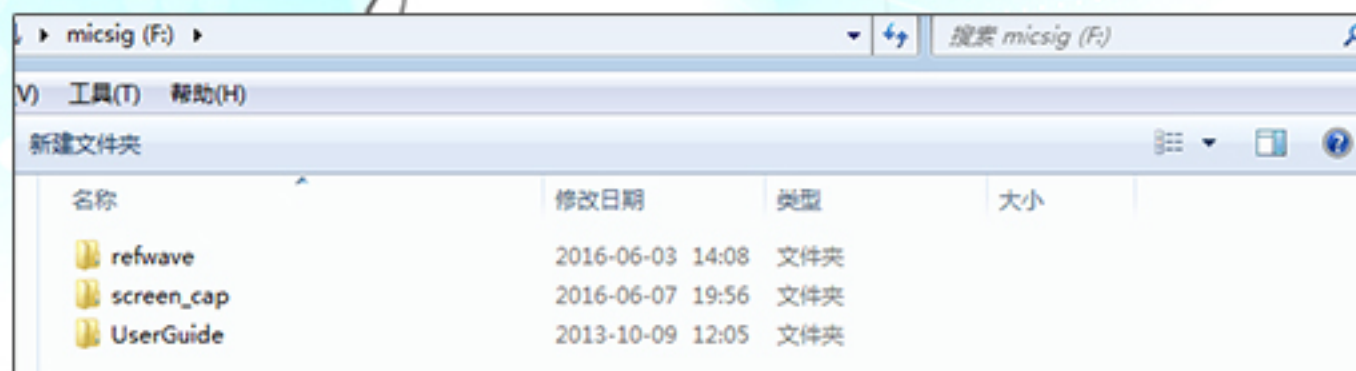 micsig (F:)
搜索 micsig (F:)
V) 工具(T) 帮助(H)
新建文件夹
名称 修改日期 类型 大小
refwave 2016-06-03 14:08 文件夹
screen_cap 2016-06-07 19:56 文件夹
UserGuide 2013-10-09 12:05 文件夹